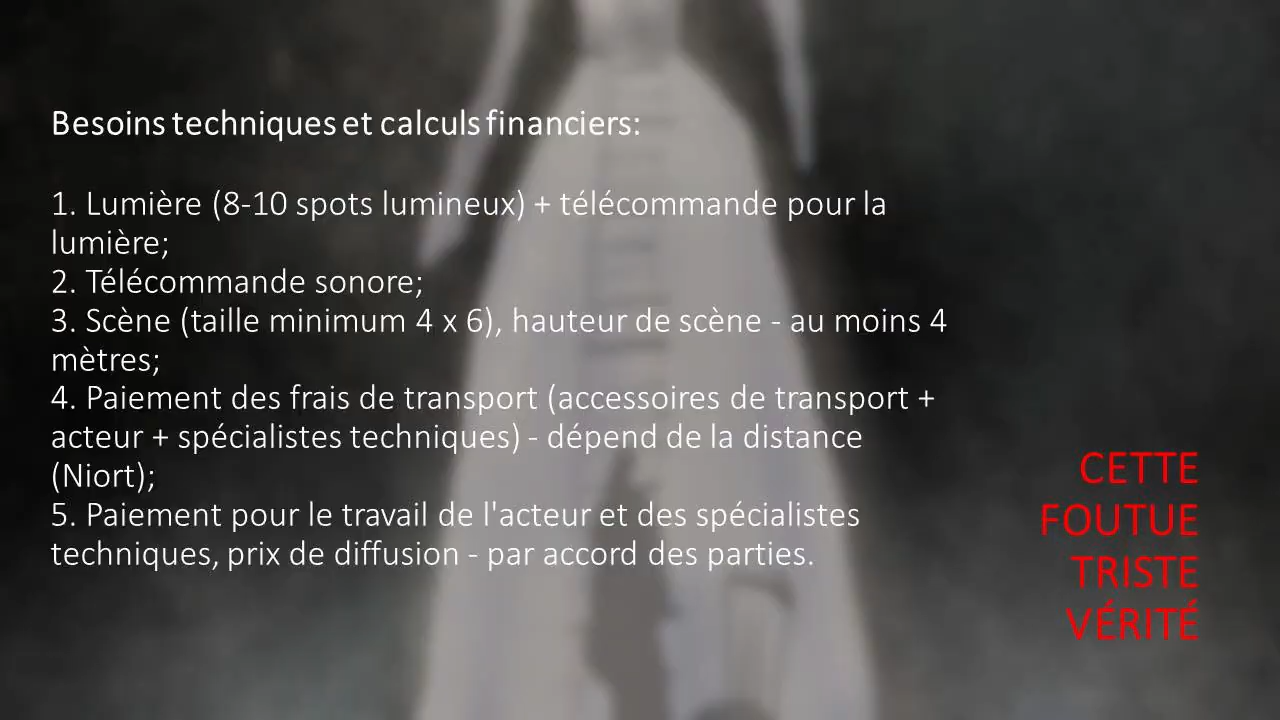 Besoins techniques et calculs financiers:
1. Lumière (8-10 spots lumineux) + télécommande pour la
lumière;
2. Télécommande sonore;
3. Scène (taille minimum 4 x 6), hauteur de scène - au moins 4
mètres;
4. Paiement des frais de transport (accessoires de transport +
acteur + spécialistes techniques) - dépend de la distance
(Niort);
5. Paiement pour le travail de l'acteur et des spécialistes
techniques, prix de diffusion - par accord des parties.
CETTE
FOUTUE
TRISTE
VÉRITÉ